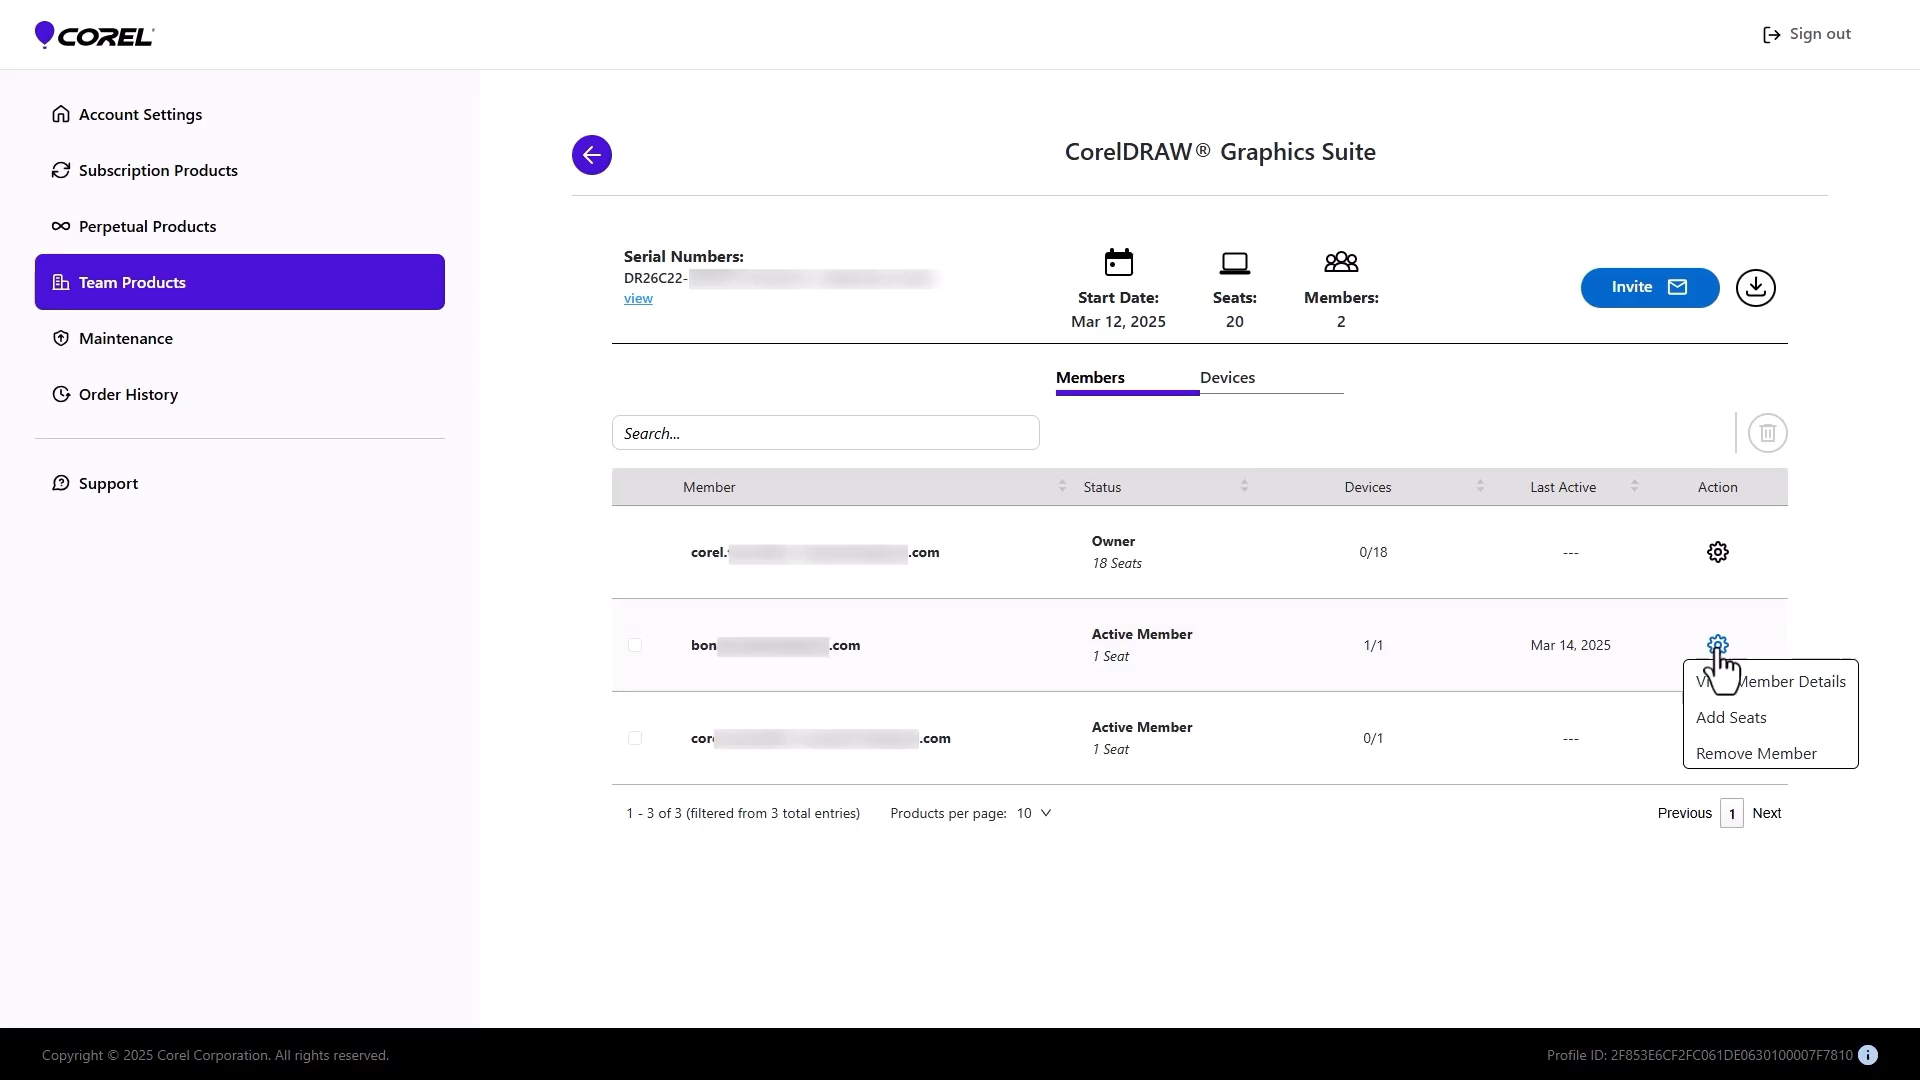 COREL
Sign out
Account Settings
Subscription Products
Perpetual Products
Team Products
Maintenance
Order History
Support
CorelDRAW® Graphics Suite
Serial Numbers:
DR26C22-
view
Start Date:
Mar 12, 2025
Seats:
20
Members:
2
Invite
Members
Devices
Search...
Member Status Devices Last Active Action
corel. .com
Owner
18 Seats
0/18
---
bon .com
Active Member
1 Seat
1/1
Mar 14, 2025
Member Details
Add Seats
Remove Member
core .com
Active Member
1 Seat
0/1
---
1 - 3 of 3 (filtered from 3 total entries)
Products per page: 10
Previous 1 Next
Copyright © 2025 Corel Corporation. All rights reserved.
Profile ID: 2F853E6CF2FC061DE0630100007F7810